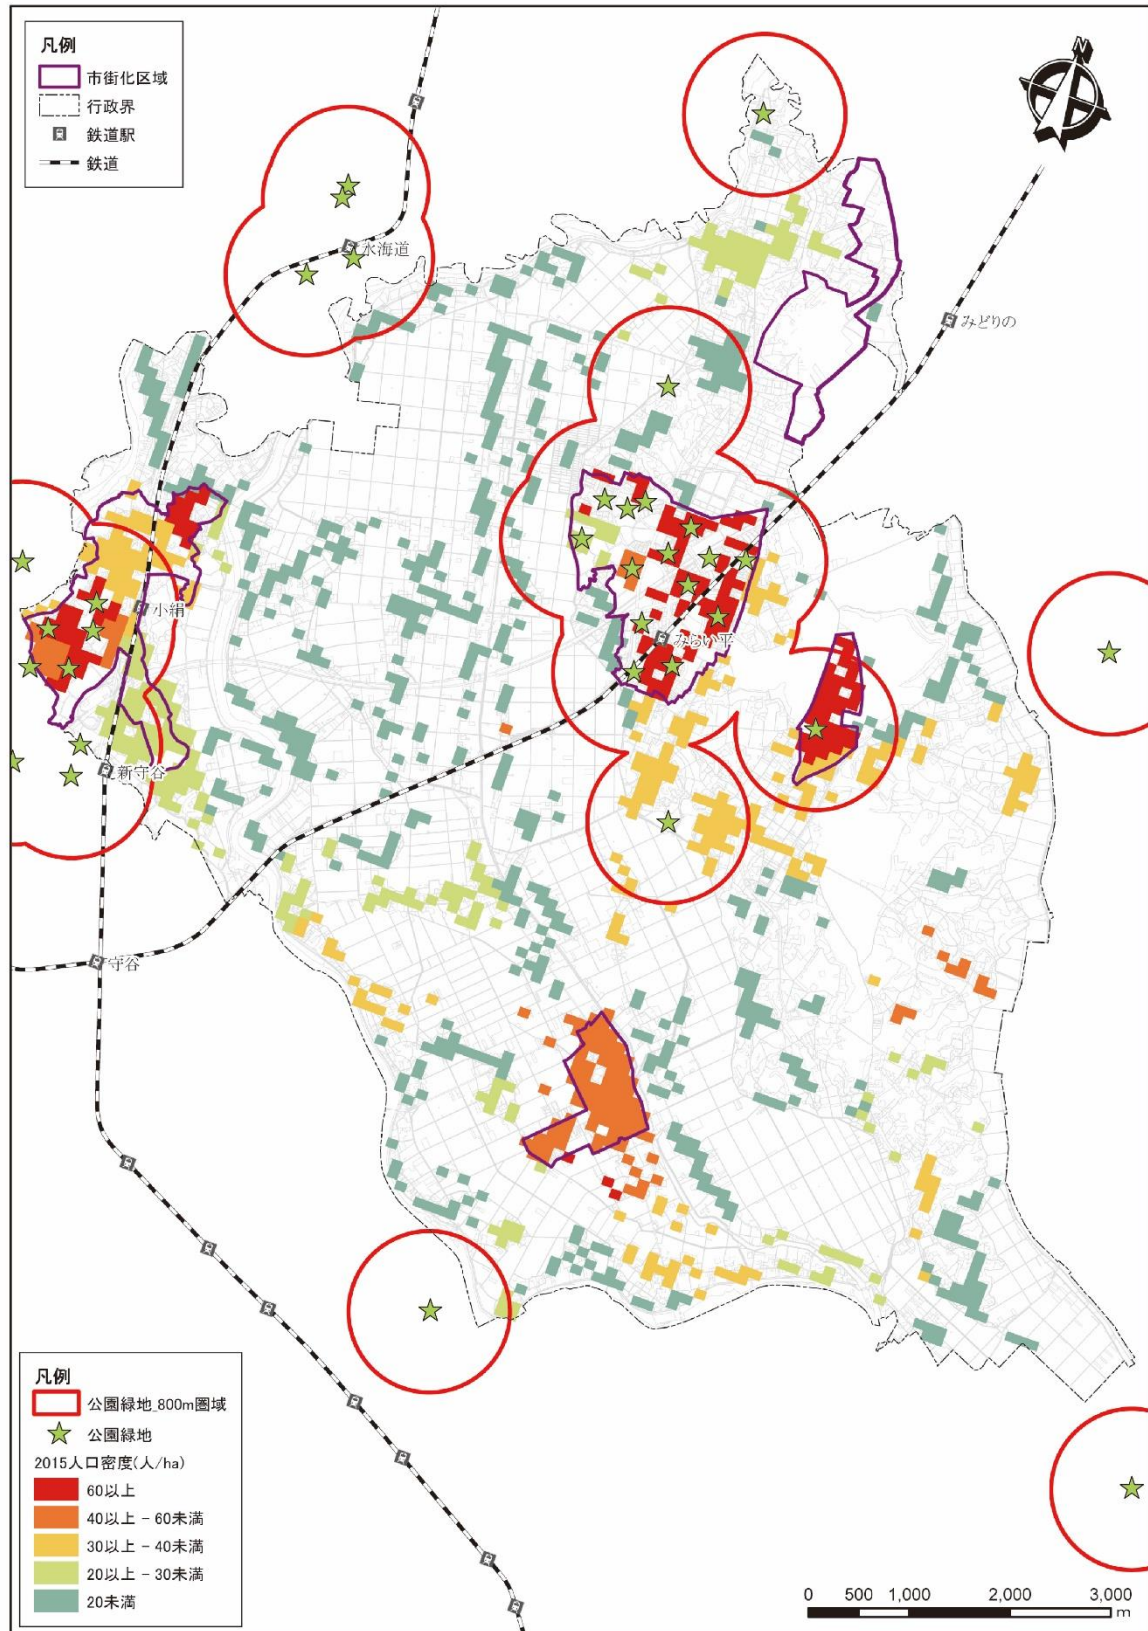 凡例
市街化区域
行政界
鉄道駅
鉄道
N
水海道
みどりの
小絹
みらい平
新守谷
守谷
凡例
公園緑地_800m圏域
公園緑地
2015人口密度(人/ha)
60以上
40以上 - 60未満
30以上 - 40未満
20以上 - 30未満
20未満
0 500 1,000 2,000 3,000
m